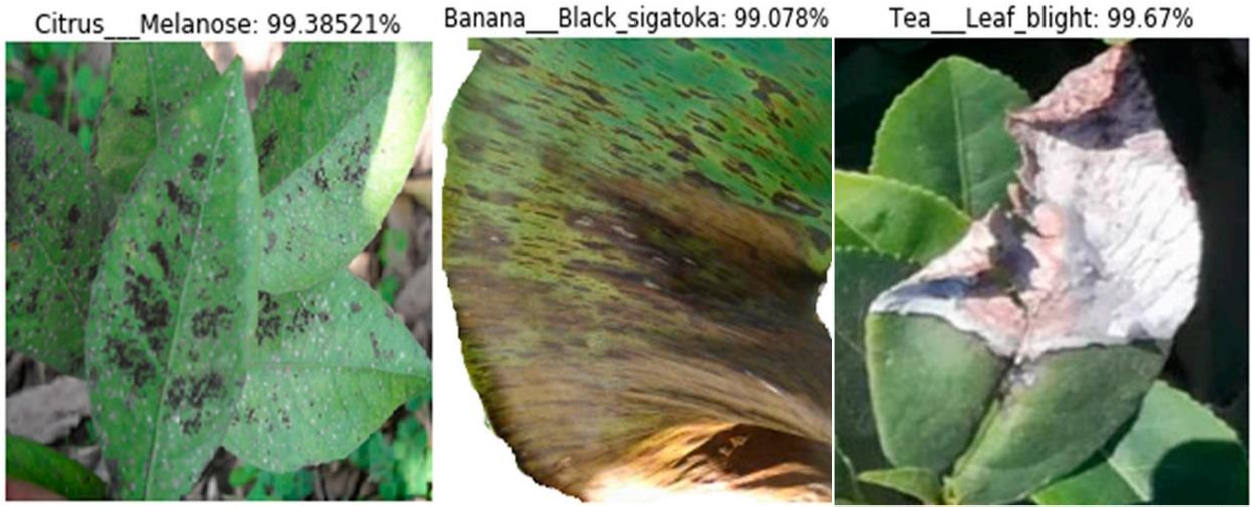 Citrus___Melanose: 99.38521%
Banana___Black_sigatoka: 99.078%
Tea___Leaf_blight: 99.67%